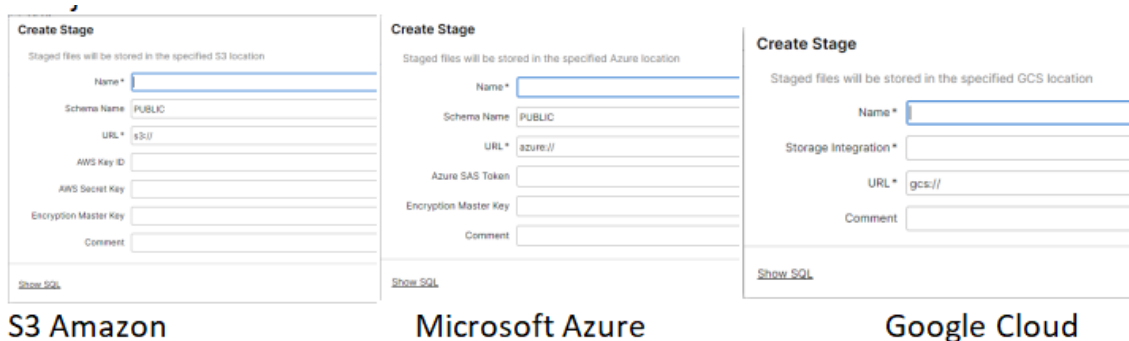 Create Stage
Staged files will be stored in the specified S3 location
Name *
Schema Name PUBLIC
URL * s3://
AWS Key ID
AWS Secret Key
Encryption Master Key
Comment
Show SQL
S3 Amazon
Create Stage
Staged files will be stored in the specified Azure location
Name *
Schema Name PUBLIC
URL * azure://
Azure SAS Token
Encryption Master Key
Comment
Show SQL
Microsoft Azure
Create Stage
Staged files will be stored in the specified GCS location
Name *
Storage Integration *
URL * gcs://
Comment
Show SQL
Google Cloud